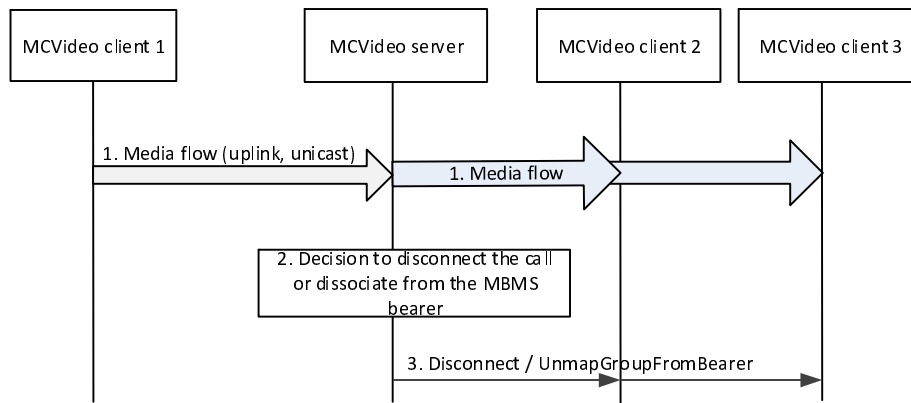 MCVideo client 1
MCVideo server
MCVideo client 2
MCVideo client 3
1. Media flow (uplink, unicast)
1. Media flow
2. Decision to disconnect the call
or dissociate from the MBMS
bearer
3. Disconnect / UnmapGroupFromBearer